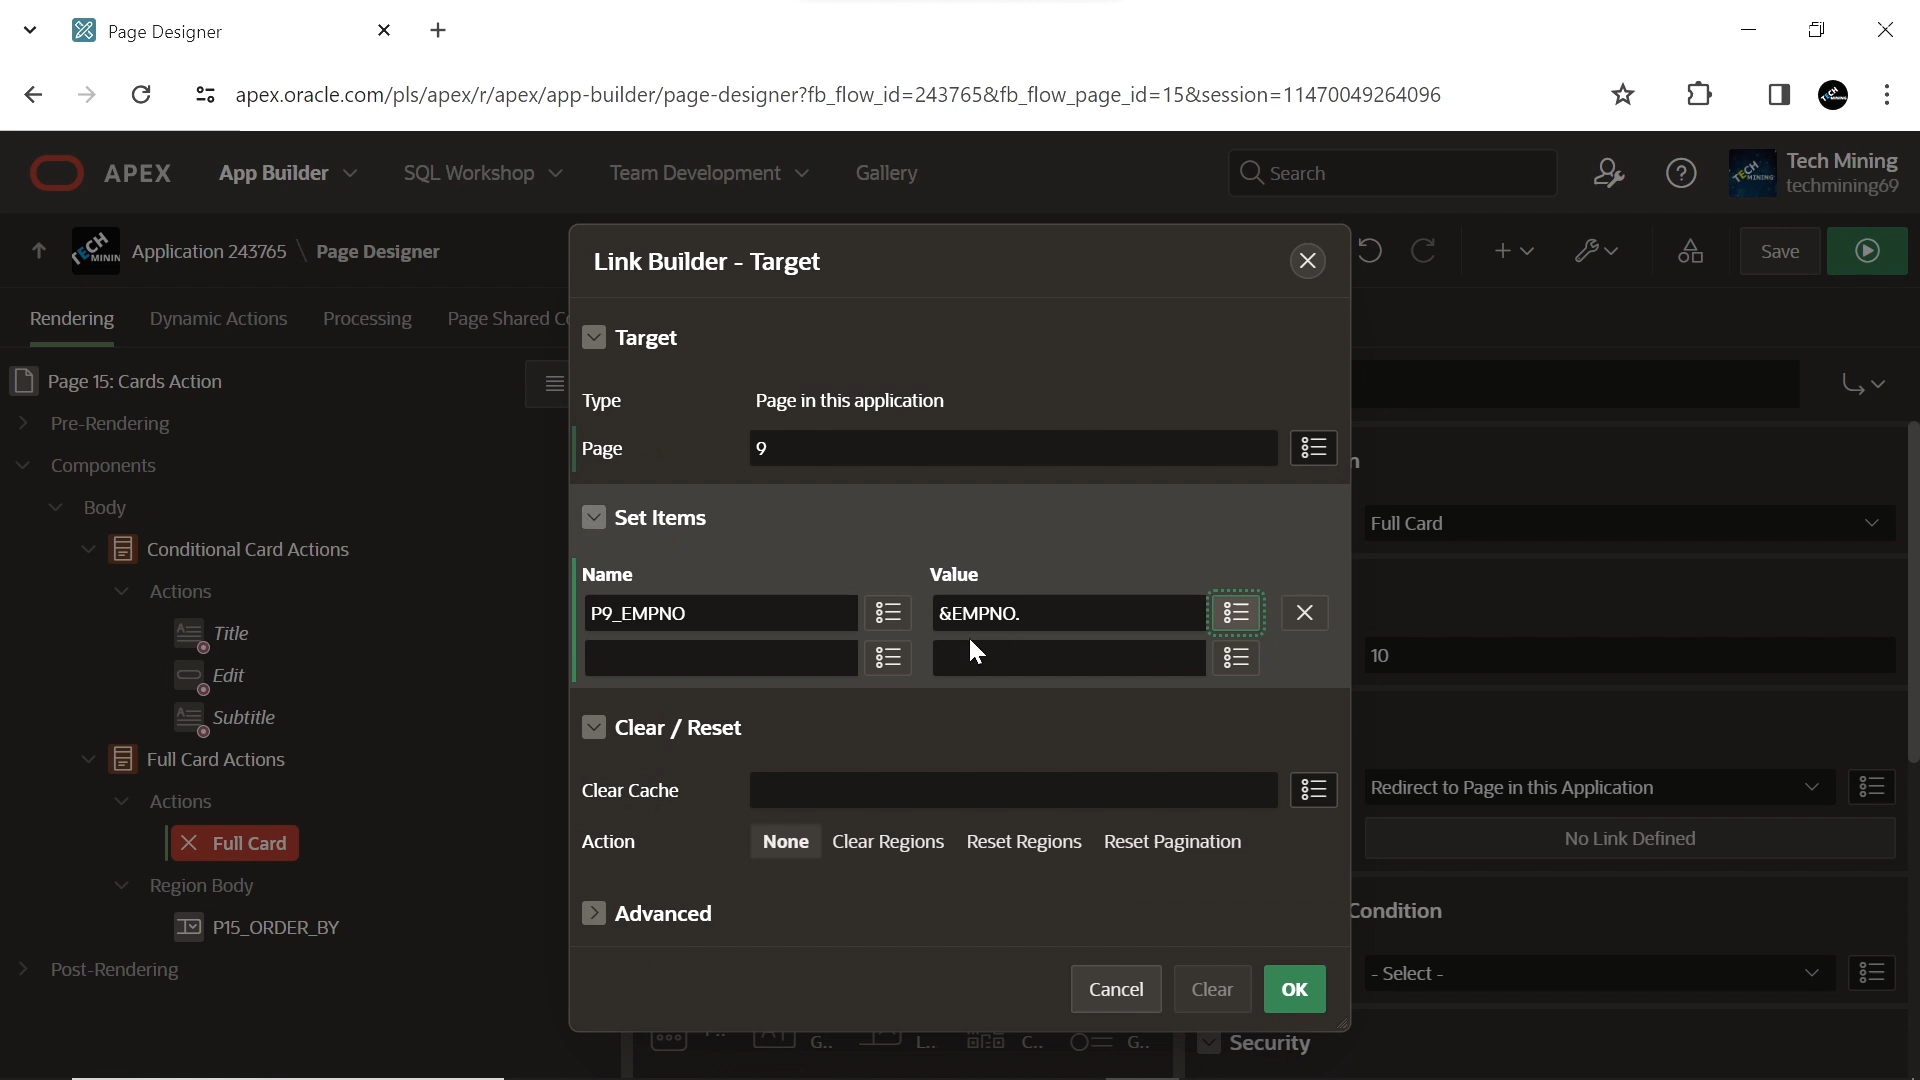 Page Designer
apex.oracle.com/pls/apex/r/apex/app-builder/page-designer?fb_flow_id=243765&fb_flow_page_id=15&session=11470049264096
APEX App Builder SQL Workshop Team Development Gallery Search Tech Mining
techmining69
Application 243765 \ Page Designer Save
Link Builder - Target
Rendering Dynamic Actions Processing Page Shared Co
Target
Page 15: Cards Action
Type Page in this application
Pre-Rendering
Page 9
Components
n
Body
Set Items
Full Card
Conditional Card Actions
Name Value
Actions
P9_EMPNO &EMPNO.
Title
10
Edit
Subtitle
Clear / Reset
Full Card Actions
Clear Cache
Redirect to Page in this Application
Actions
No Link Defined
Full Card
Action None Clear Regions Reset Regions Reset Pagination
Region Body
Advanced
Condition
P15_ORDER_BY
Post-Rendering
- Select -
Cancel Clear OK
G.. L.. C.. G..
Security